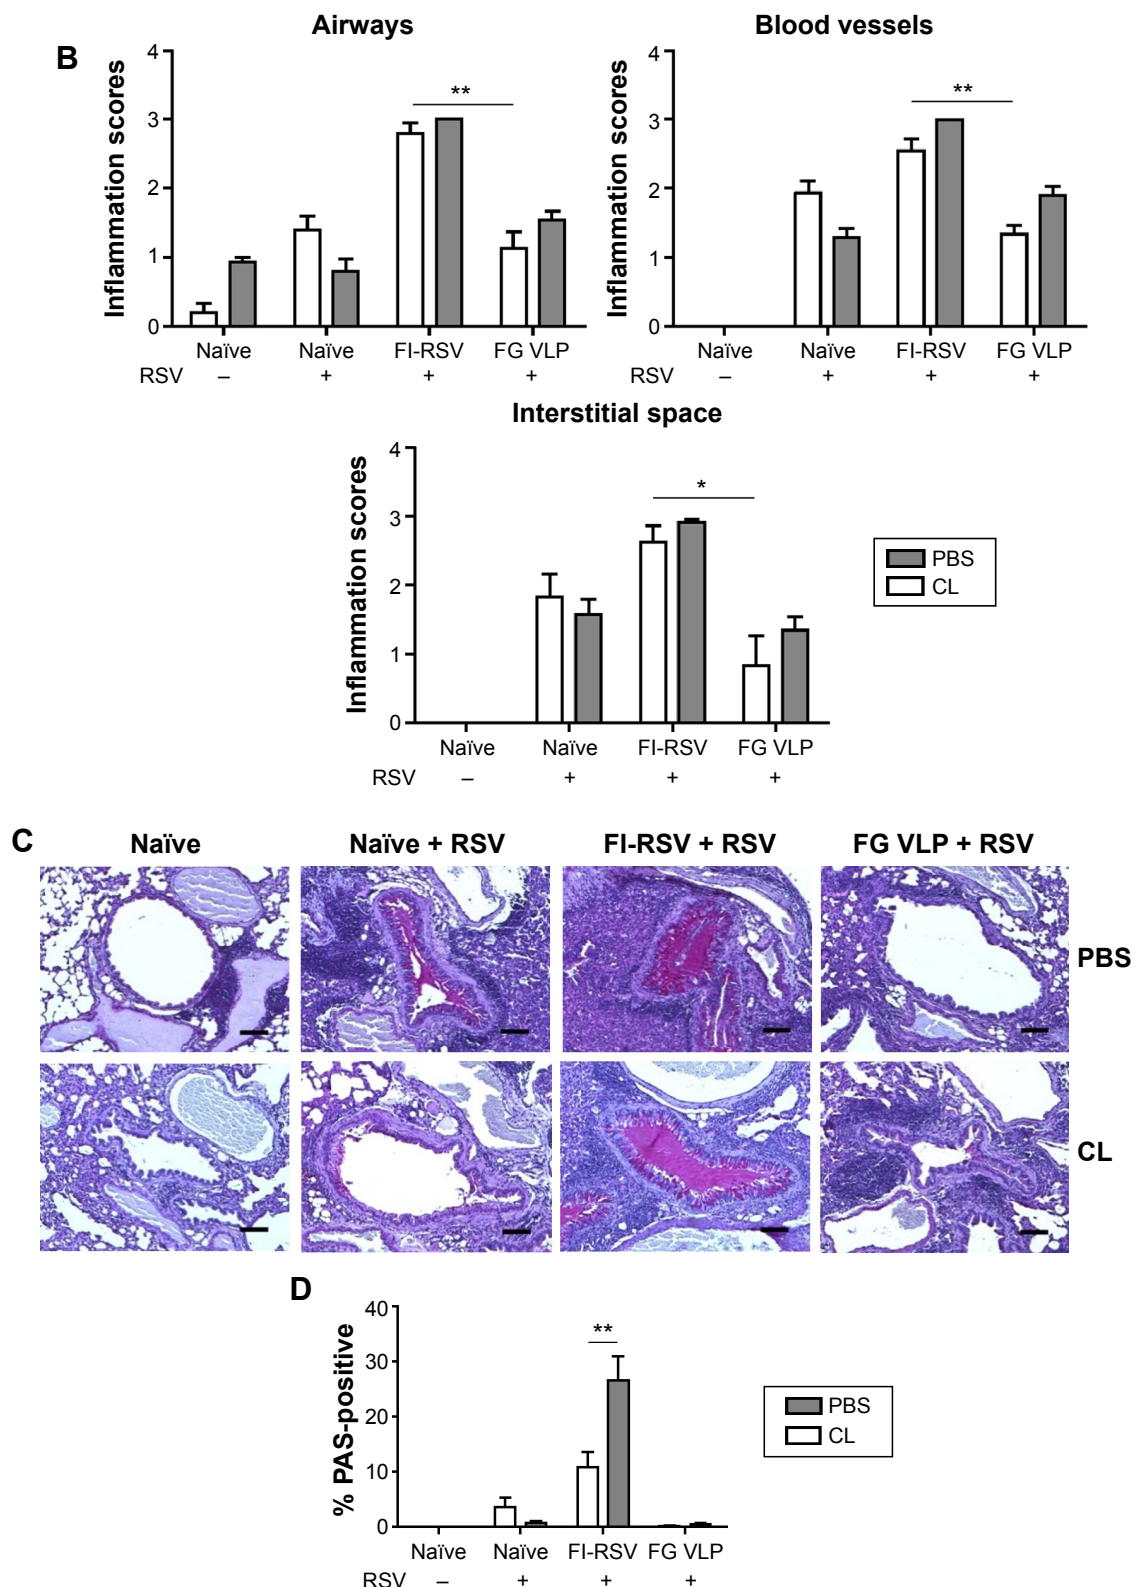 B
Airways
Inflammation scores
4
3
2
1
0
**
Naïve Naïve FI-RSV FG VLP
RSV – + + +
Blood vessels
Inflammation scores
4
3
2
1
0
**
Naïve Naïve FI-RSV FG VLP
RSV – + + +
Interstitial space
Inflammation scores
4
3
2
1
0
*
Naïve Naïve FI-RSV FG VLP
RSV – + + +
PBS
CL
C
Naïve Naïve + RSV FI-RSV + RSV FG VLP + RSV
PBS
CL
D
% PAS-positive
40
30
20
10
0
**
Naïve Naïve FI-RSV FG VLP
RSV – + + +
PBS
CL